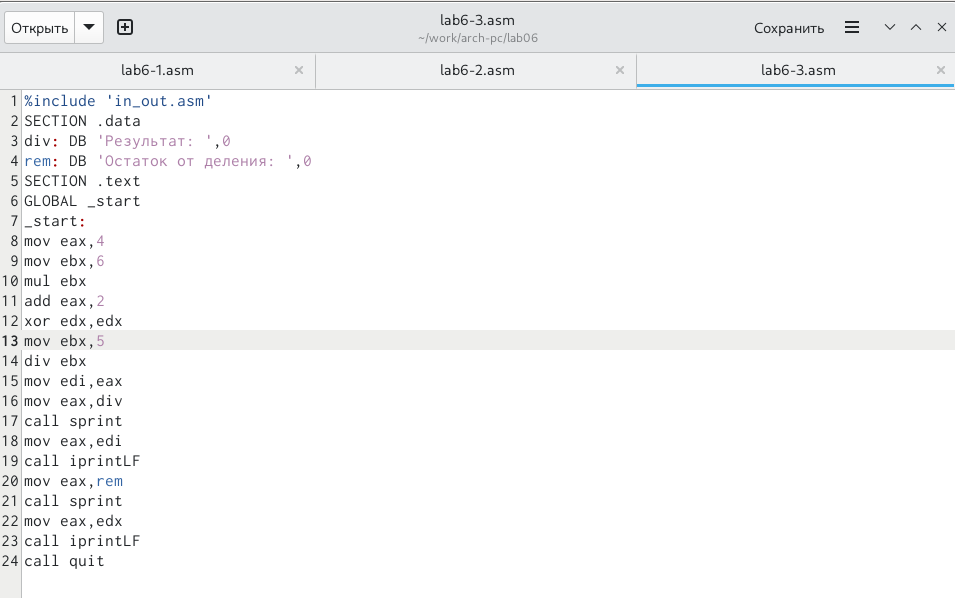 Открыть
lab6-3.asm
~/work/arch-pc/lab06
Сохранить
lab6-1.asm
lab6-2.asm
lab6-3.asm
1 %include 'in_out.asm'
2 SECTION .data
3 div: DB 'Результат: ',0
4 rem: DB 'Остаток от деления: ',0
5 SECTION .text
6 GLOBAL _start
7 _start:
8 mov eax,4
9 mov ebx,6
10 mul ebx
11 add eax,2
12 xor edx,edx
13 mov ebx,5
14 div ebx
15 mov edi,eax
16 mov eax,div
17 call sprint
18 mov eax,edi
19 call iprintLF
20 mov eax,rem
21 call sprint
22 mov eax,edx
23 call iprintLF
24 call quit